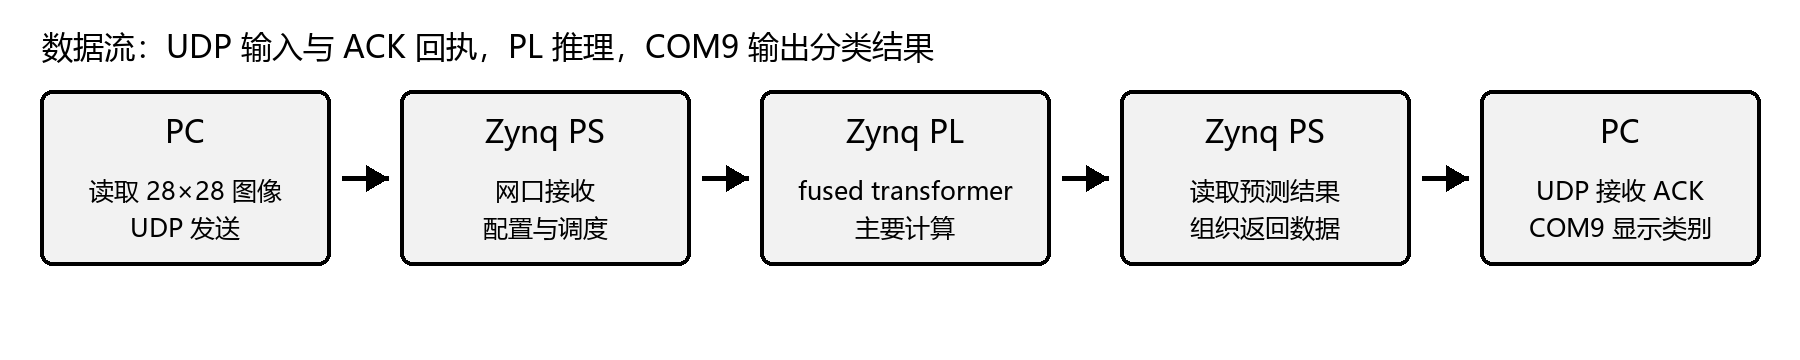 数据流：UDP 输入与 ACK 回执，PL 推理，COM9 输出分类结果
PC
读取 28×28 图像
UDP 发送
Zynq PS
网口接收
配置与调度
Zynq PL
fused transformer
主要计算
Zynq PS
读取预测结果
组织返回数据
PC
UDP 接收 ACK
COM9 显示类别